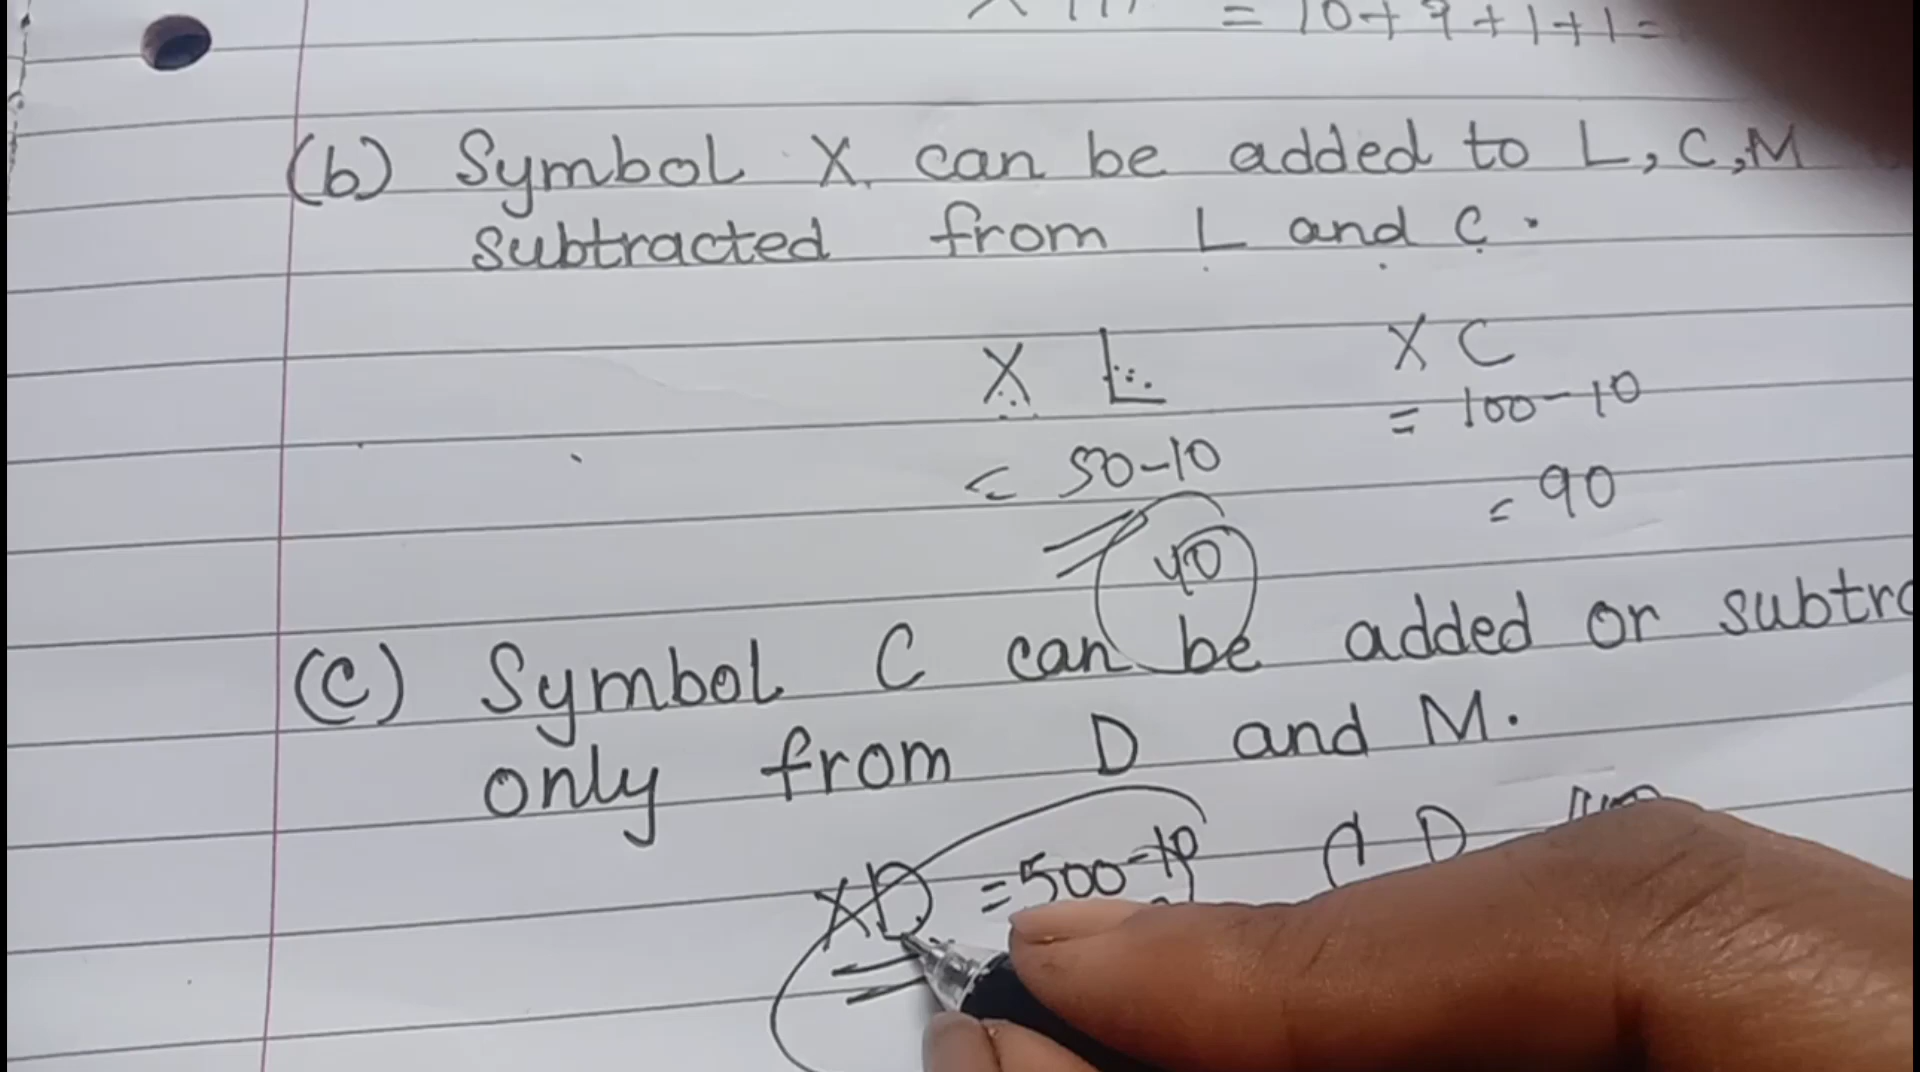 = 10 + 9 + 1 + 1 =
(b) Symbol X can be added to L, C, M
subtracted from L and C.
X L
X C
= 100 - 10
= 50 - 10
= 90
= 40
(c) Symbol C can be added or subtra
only from D and M.
XD = 500 - 10
D